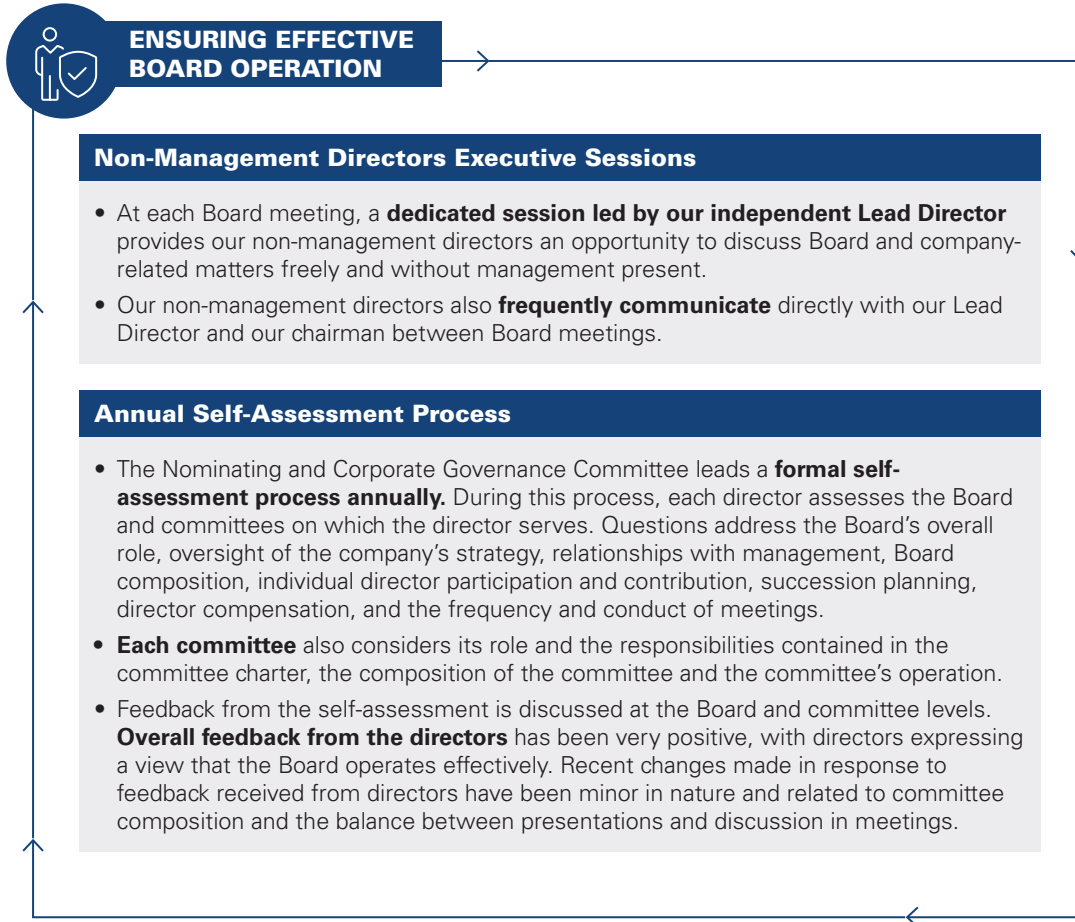 ENSURING EFFECTIVE
BOARD OPERATION
Non-Management Directors Executive Sessions
• At each Board meeting, a dedicated session led by our independent Lead Director
provides our non-management directors an opportunity to discuss Board and company-
related matters freely and without management present.
• Our non-management directors also frequently communicate directly with our Lead
Director and our chairman between Board meetings.
Annual Self-Assessment Process
• The Nominating and Corporate Governance Committee leads a formal self-
assessment process annually. During this process, each director assesses the Board
and committees on which the director serves. Questions address the Board’s overall
role, oversight of the company’s strategy, relationships with management, Board
composition, individual director participation and contribution, succession planning,
director compensation, and the frequency and conduct of meetings.
• Each committee also considers its role and the responsibilities contained in the
committee charter, the composition of the committee and the committee’s operation.
• Feedback from the self-assessment is discussed at the Board and committee levels.
Overall feedback from the directors has been very positive, with directors expressing
a view that the Board operates effectively. Recent changes made in response to
feedback received from directors have been minor in nature and related to committee
composition and the balance between presentations and discussion in meetings.